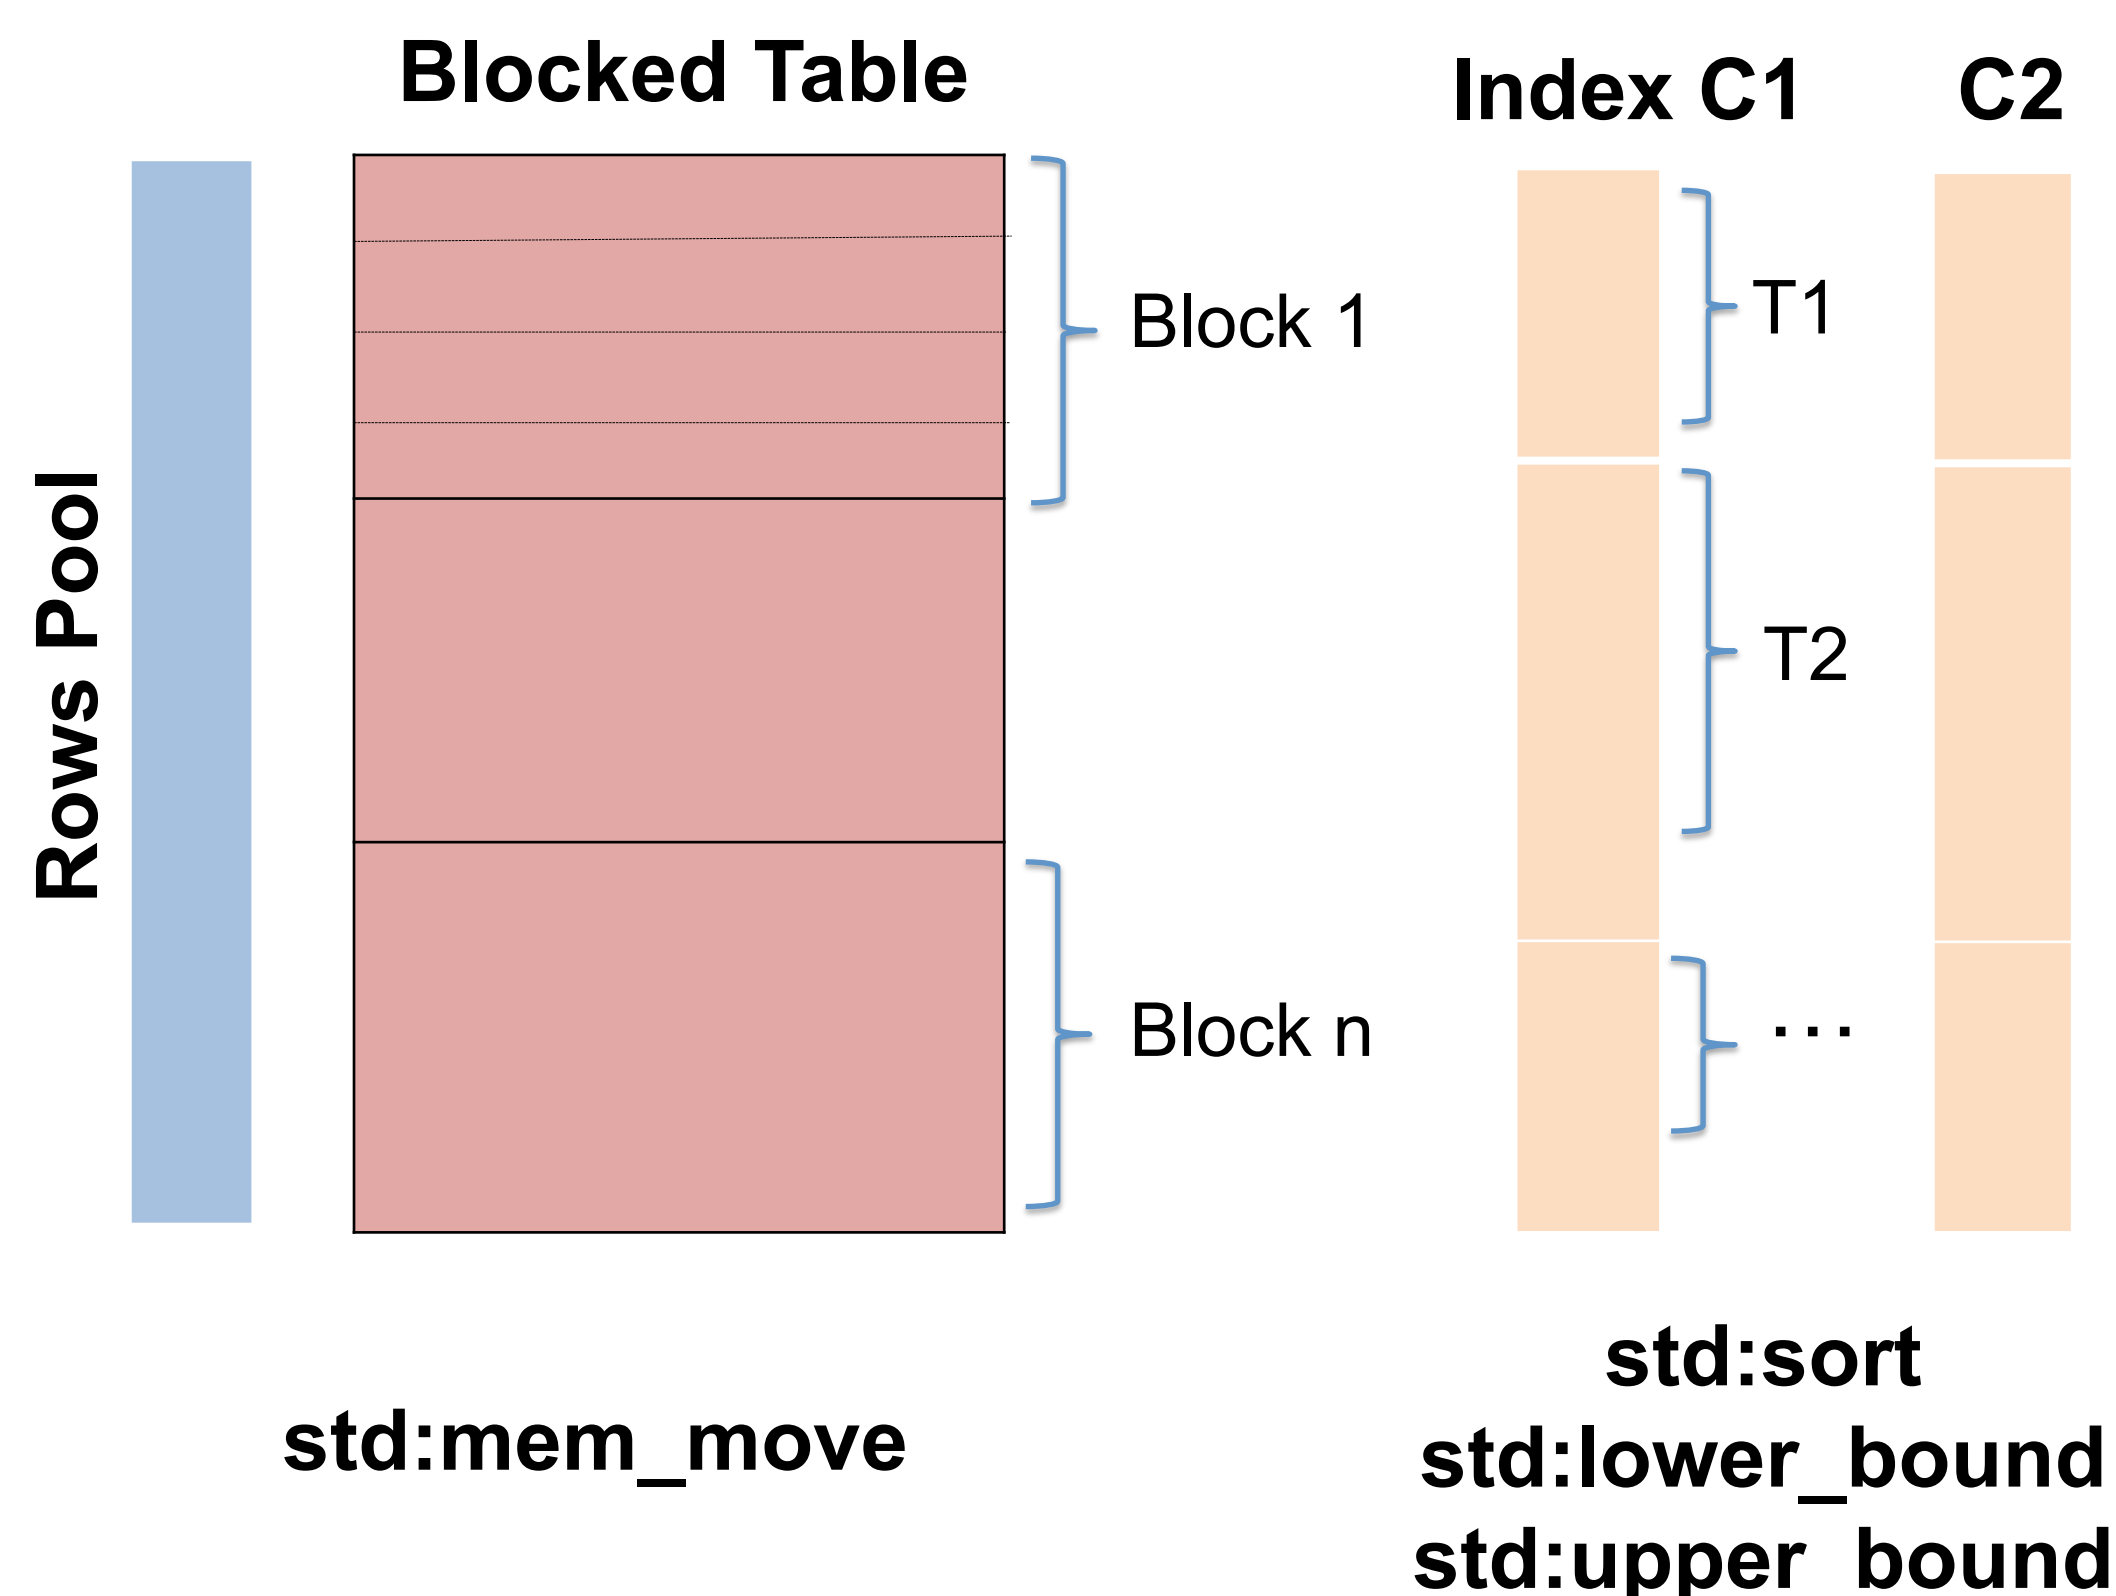 Blocked Table
Index C1
C2
Rows Pool
Block 1
T1
T2
Block n
...
std:mem_move
std:sort
std:lower_bound
std:upper_bound